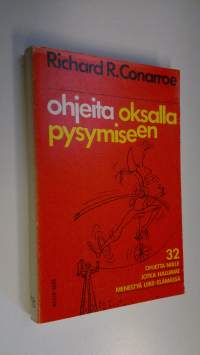 Richard R. Conarroe
ohjeita oksalla
pysymiseen
32
OHJETTA NIILLE
JOTKA HALUAVAT
MENESTYÄ LIIKE-ELÄMÄSSÄ